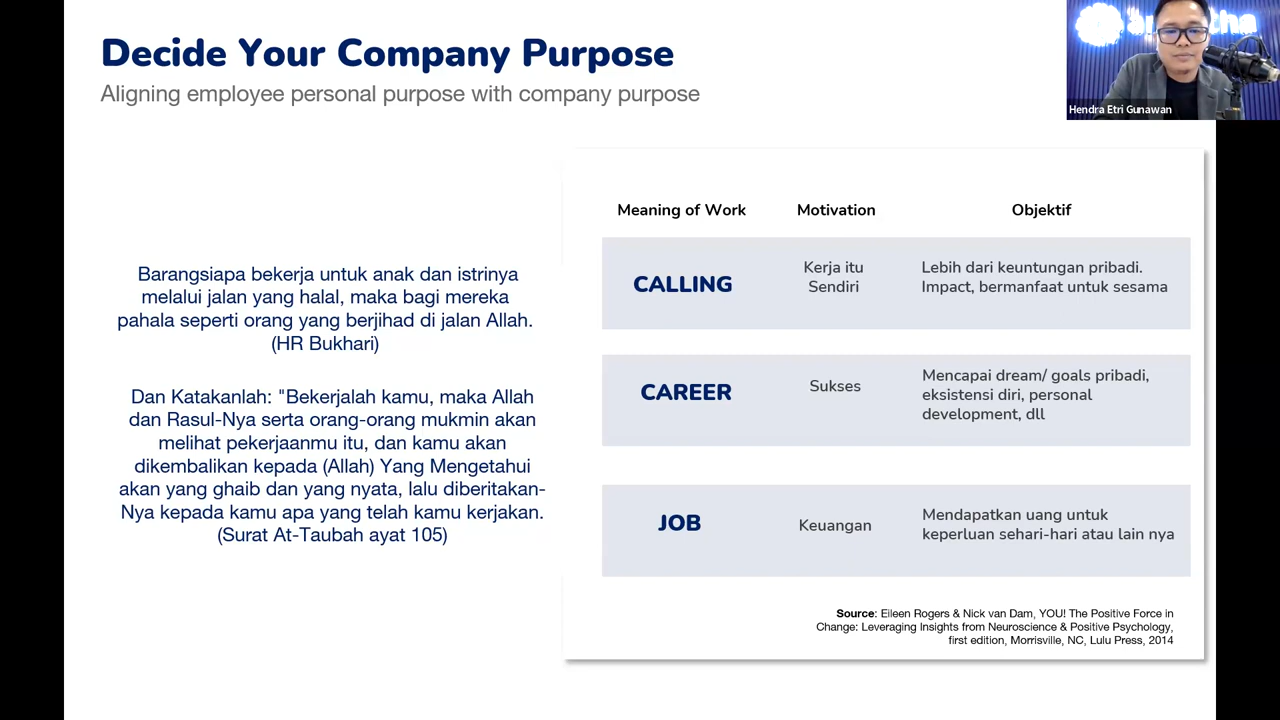 Decide Your Company Purpose
Aligning employee personal purpose with company purpose
Hendra Etri Gunawan
Barangsiapa bekerja untuk anak dan istrinya
melalui jalan yang halal, maka bagi mereka
pahala seperti orang yang berjihad di jalan Allah.
(HR Bukhari)
Dan Katakanlah: "Bekerjalah kamu, maka Allah
dan Rasul-Nya serta orang-orang mukmin akan
melihat pekerjaanmu itu, dan kamu akan
dikembalikan kepada (Allah) Yang Mengetahui
akan yang ghaib dan yang nyata, lalu diberitakan-
Nya kepada kamu apa yang telah kamu kerjakan.
(Surat At-Taubah ayat 105)
Meaning of Work Motivation Objektif
CALLING
Kerja itu
Sendiri
Lebih dari keuntungan pribadi.
Impact, bermanfaat untuk sesama
CAREER
Sukses
Mencapai dream/ goals pribadi,
eksistensi diri, personal
development, dll
JOB
Keuangan
Mendapatkan uang untuk
keperluan sehari-hari atau lain nya
Source: Eileen Rogers & Nick van Dam, YOU! The Positive Force in
Change: Leveraging Insights from Neuroscience & Positive Psychology,
first edition, Morrisville, NC, Lulu Press, 2014